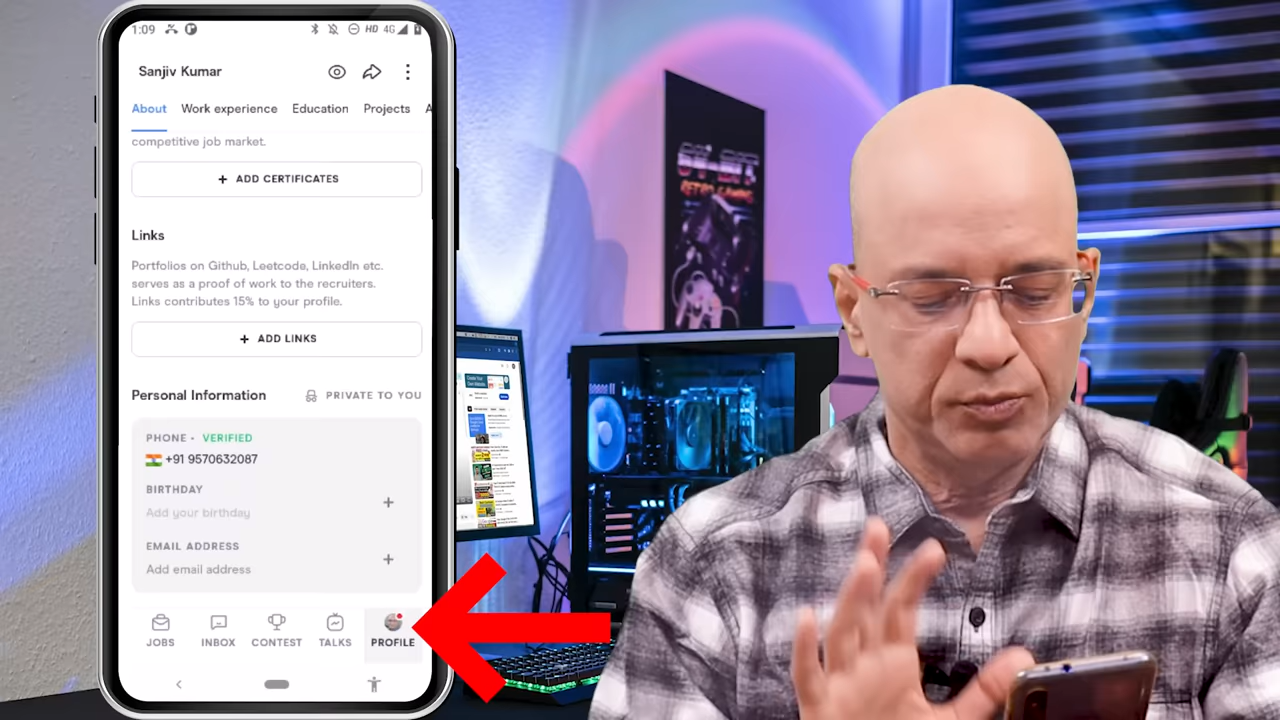 1:09
HD 4G
Sanjiv Kumar
About Work experience Education Projects A
competitive job market.
+ ADD CERTIFICATES
Links
Portfolios on Github, Leetcode, LinkedIn etc.
serves as a proof of work to the recruiters.
Links contributes 15% to your profile.
+ ADD LINKS
Personal Information PRIVATE TO YOU
PHONE • VERIFIED
+91 9570632087
BIRTHDAY
Add your birthday
+
EMAIL ADDRESS
Add email address
+
JOBS INBOX CONTEST TALKS PROFILE
RETRO GAMING